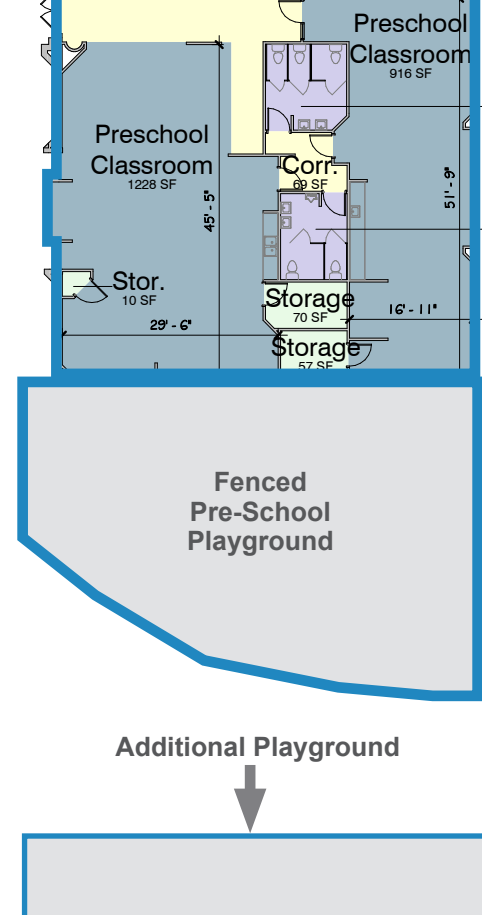 Preschool
Classroom
916 SF
Preschool
Classroom
1228 SF
45' - 5"
Corr.
69 SF
51' - 9"
Stor.
10 SF
Storage
70 SF
16' - 11"
29' - 6"
Storage
57 SF
Fenced
Pre-School
Playground
Additional Playground